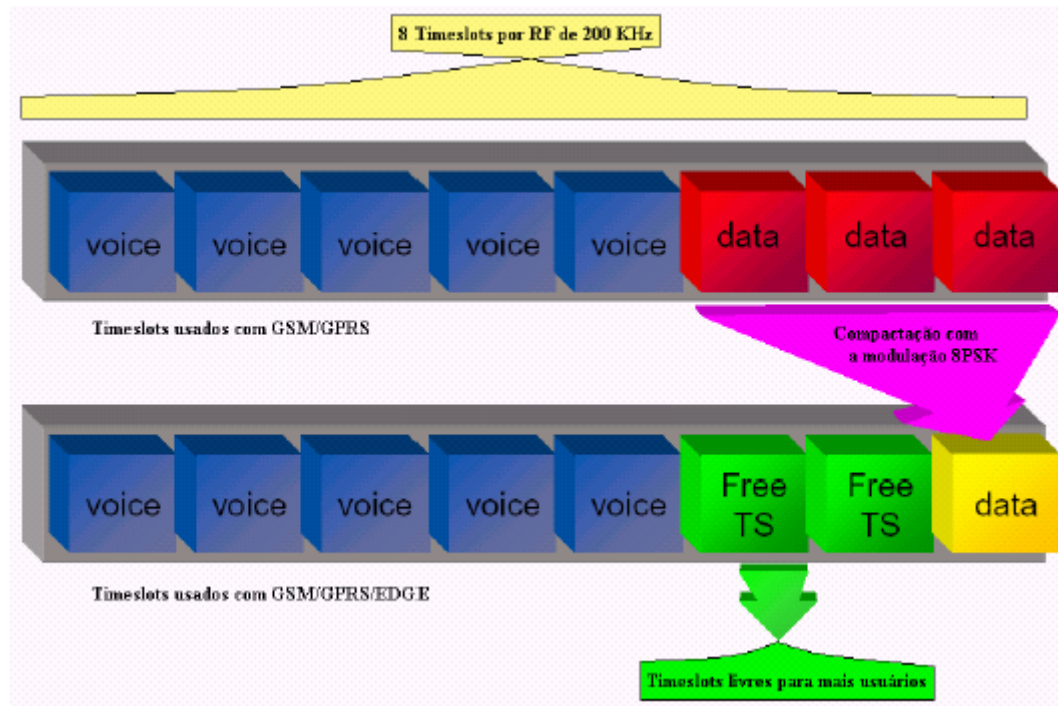 8 Timeslots por RF de 200 KHz
voice voice voice voice voice data data data
Timeslots usados com GSM/GPRS
Compactação com
a modulação 8PSK
voice voice voice voice voice Free TS Free TS data
Timeslots usados com GSM/GPRS/EDGE
Timeslots livres para mais usuários